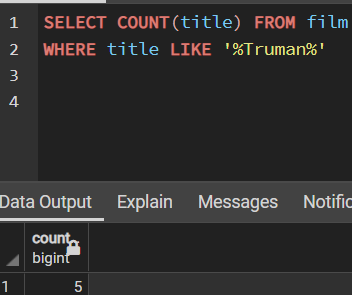 1 SELECT COUNT(title) FROM film
2 WHERE title LIKE '%Truman%'
3
4
Data Output Explain Messages Notific
count
bigint
1 5